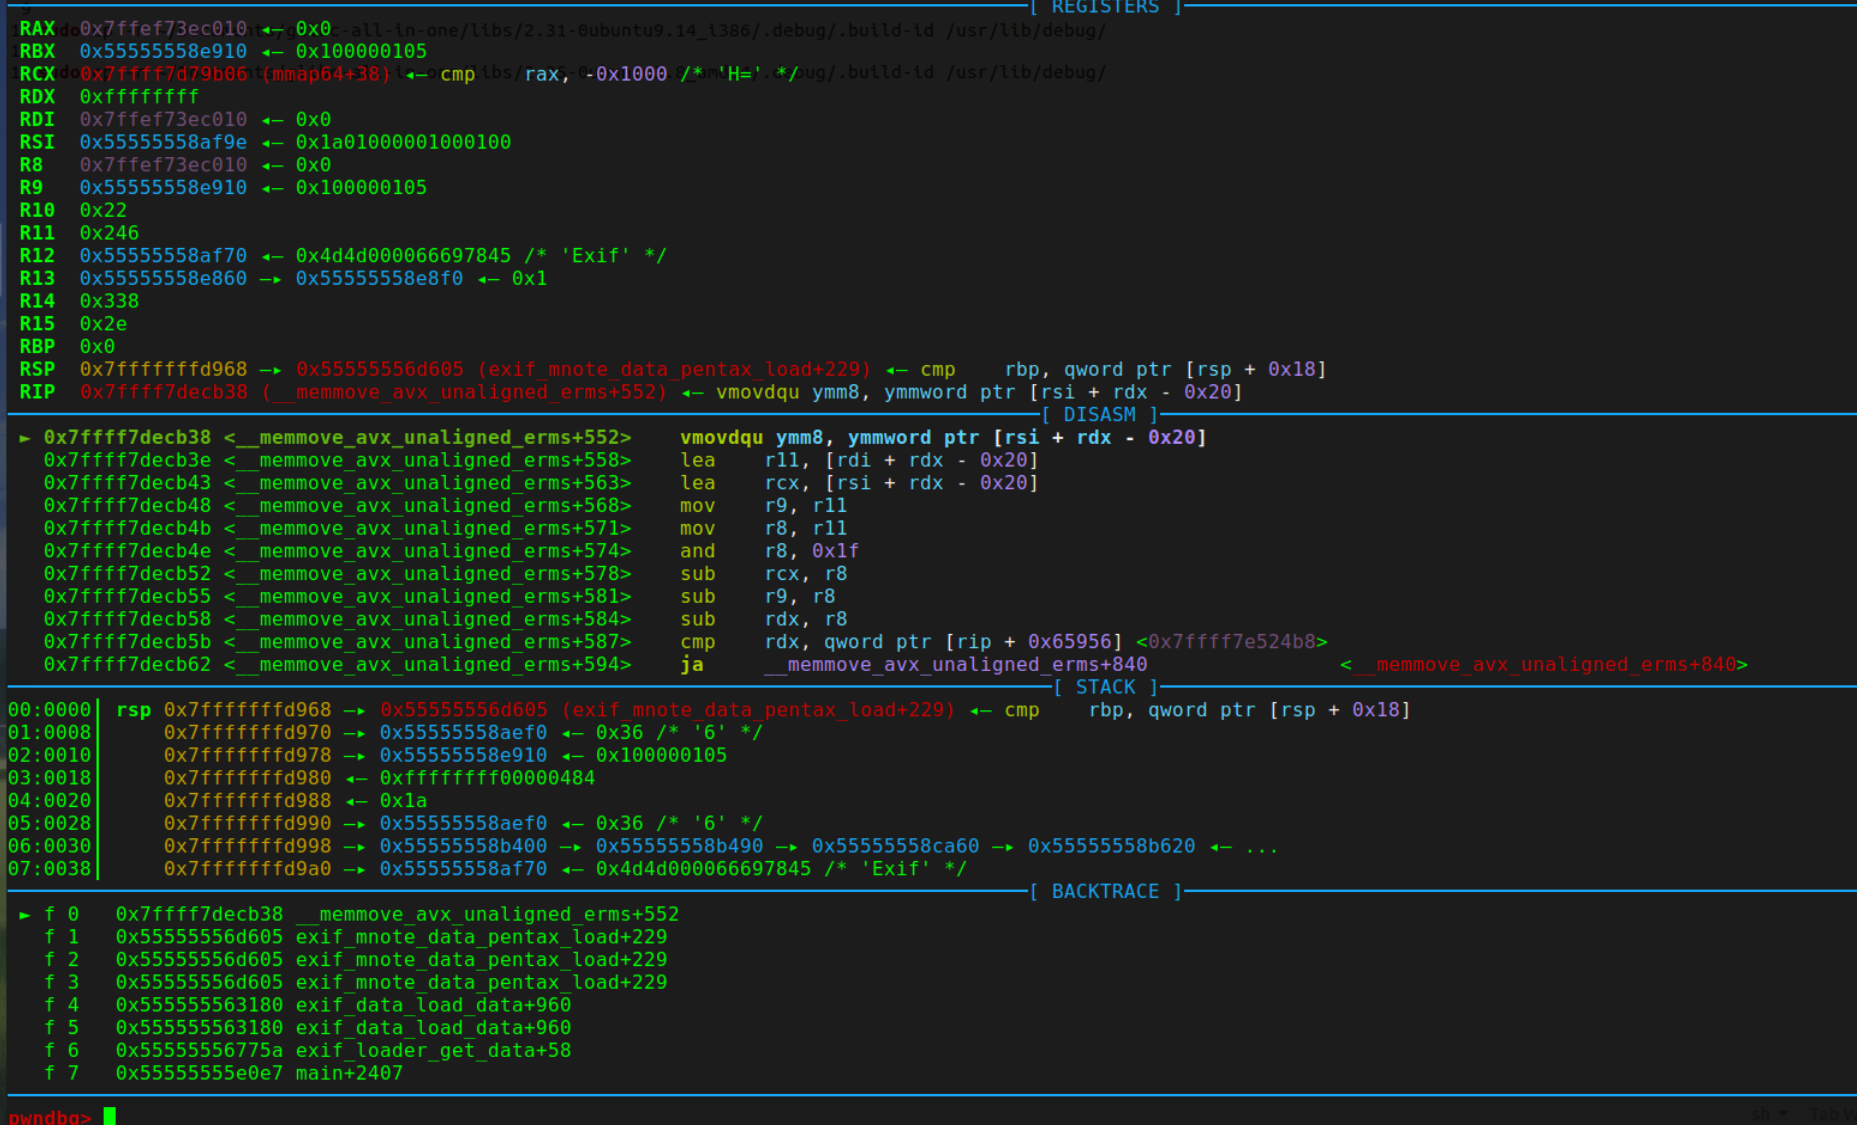 [ REGISTERS ]
RAX 0x7ffef73ec010 ◂— 0x0
RBX 0x55555558e910 ◂— 0x100000105
RCX 0x7ffff7d79b06 (mmap64+38) ◂— cmp rax, -0x1000 /* 'H=' */
RDX 0xffffffff
RDI 0x7ffef73ec010 ◂— 0x0
RSI 0x55555558af9e ◂— 0x1a01000001000100
R8 0x7ffef73ec010 ◂— 0x0
R9 0x55555558e910 ◂— 0x100000105
R10 0x22
R11 0x246
R12 0x55555558af70 ◂— 0x4d4d000066697845 /* 'Exif' */
R13 0x55555558e860 —▸ 0x55555558e8f0 ◂— 0x1
R14 0x338
R15 0x2e
RBP 0x0
RSP 0x7fffffffd968 —▸ 0x55555556d605 (exif_mnote_data_pentax_load+229) ◂— cmp rbp, qword ptr [rsp + 0x18]
RIP 0x7ffff7decb38 (__memmove_avx_unaligned_erms+552) ◂— vmovdqu ymm8, ymmword ptr [rsi + rdx - 0x20]
[ DISASM ]
► 0x7ffff7decb38 <__memmove_avx_unaligned_erms+552> vmovdqu ymm8, ymmword ptr [rsi + rdx - 0x20]
0x7ffff7decb3e <__memmove_avx_unaligned_erms+558> lea r11, [rdi + rdx - 0x20]
0x7ffff7decb43 <__memmove_avx_unaligned_erms+563> lea rcx, [rsi + rdx - 0x20]
0x7ffff7decb48 <__memmove_avx_unaligned_erms+568> mov r9, r11
0x7ffff7decb4b <__memmove_avx_unaligned_erms+571> mov r8, r11
0x7ffff7decb4e <__memmove_avx_unaligned_erms+574> and r8, 0x1f
0x7ffff7decb52 <__memmove_avx_unaligned_erms+578> sub rcx, r8
0x7ffff7decb55 <__memmove_avx_unaligned_erms+581> sub r9, r8
0x7ffff7decb58 <__memmove_avx_unaligned_erms+584> sub rdx, r8
0x7ffff7decb5b <__memmove_avx_unaligned_erms+587> cmp rdx, qword ptr [rip + 0x65956] <0x7ffff7e524b8>
0x7ffff7decb62 <__memmove_avx_unaligned_erms+594> ja __memmove_avx_unaligned_erms+840 <__memmove_avx_unaligned_erms+840>
[ STACK ]
00:0000│ rsp 0x7fffffffd968 —▸ 0x55555556d605 (exif_mnote_data_pentax_load+229) ◂— cmp rbp, qword ptr [rsp + 0x18]
01:0008│ 0x7fffffffd970 —▸ 0x55555558aef0 ◂— 0x36 /* '6' */
02:0010│ 0x7fffffffd978 —▸ 0x55555558e910 ◂— 0x100000105
03:0018│ 0x7fffffffd980 ◂— 0xffffffff00000484
04:0020│ 0x7fffffffd988 ◂— 0x1a
05:0028│ 0x7fffffffd990 —▸ 0x55555558aef0 ◂— 0x36 /* '6' */
06:0030│ 0x7fffffffd998 —▸ 0x55555558b400 —▸ 0x55555558b490 —▸ 0x55555558ca60 —▸ 0x55555558b620 ◂— ...
07:0038│ 0x7fffffffd9a0 —▸ 0x55555558af70 ◂— 0x4d4d000066697845 /* 'Exif' */
[ BACKTRACE ]
► f 0 0x7ffff7decb38 __memmove_avx_unaligned_erms+552
f 1 0x55555556d605 exif_mnote_data_pentax_load+229
f 2 0x55555556d605 exif_mnote_data_pentax_load+229
f 3 0x55555556d605 exif_mnote_data_pentax_load+229
f 4 0x555555563180 exif_data_load_data+960
f 5 0x555555563180 exif_data_load_data+960
f 6 0x55555556775a exif_loader_get_data+58
f 7 0x55555555e0e7 main+2407
pwndbg>